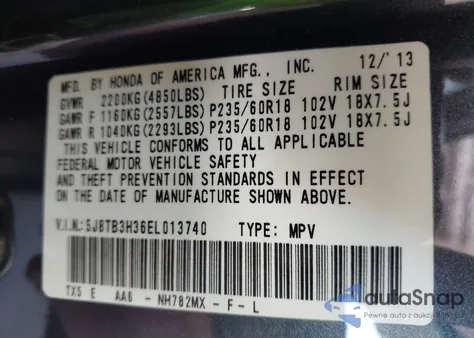 MFD. BY HONDA OF AMERICA MFG., INC. 12/'13
GVWR 2200KG(4850LBS) TIRE SIZE RIM SIZE
GAWR F 1160KG(2557LBS)P235/60R18 102V 18X7.5J
GAWR R 1040KG(2293LBS)P235/60R18 102V 18X7.5J
THIS VEHICLE CONFORMS TO ALL APPLICABLE
FEDERAL MOTOR VEHICLE SAFETY
AND THEFT PREVENTION STANDARDS IN EFFECT
ON THE DATE OF MANUFACTURE SHOWN ABOVE.
V.I.N:5J8TB3H36EL013740 TYPE: MPV
TX5 E AA6 - NH782MX - F - L
autaSnap
Pewne auta z